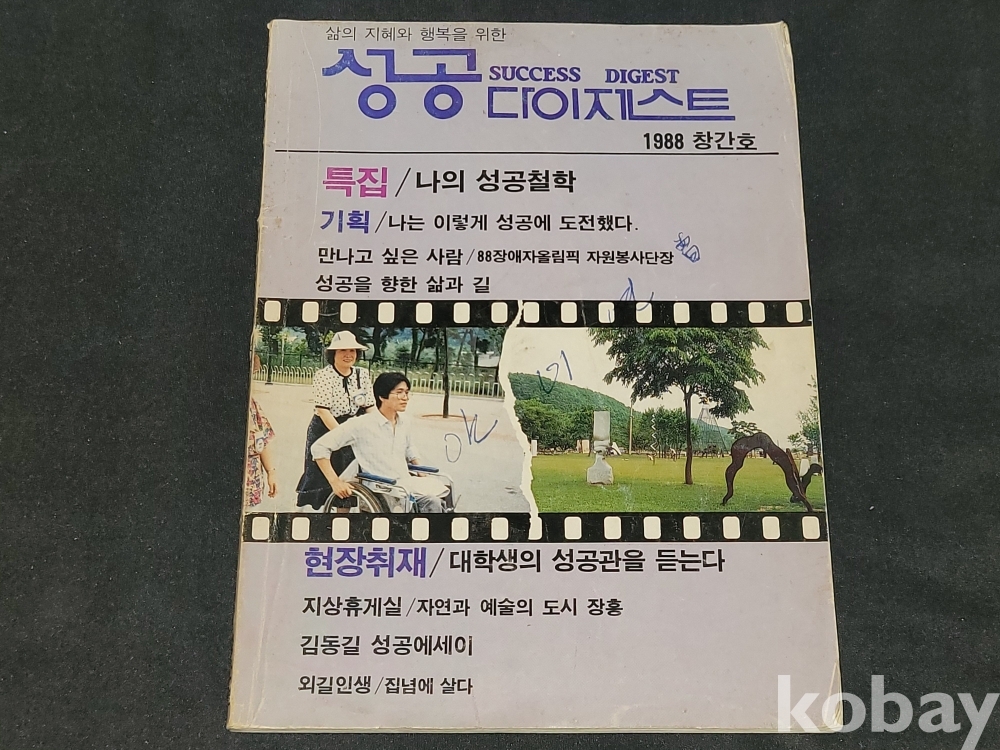 삶의 지혜와 행복을 위한
성공 SUCCESS DIGEST
다이제스트
1988 창간호
특집/나의 성공철학
기획/나는 이렇게 성공에 도전했다.
만나고 싶은 사람/88장애자올림픽 자원봉사단장
성공을 향한 삶과 길
현장취재/대학생의 성공관을 듣는다
지상휴게실/자연과 예술의 도시 장흥
김동길 성공에세이
외길인생/집념에 살다
kobay